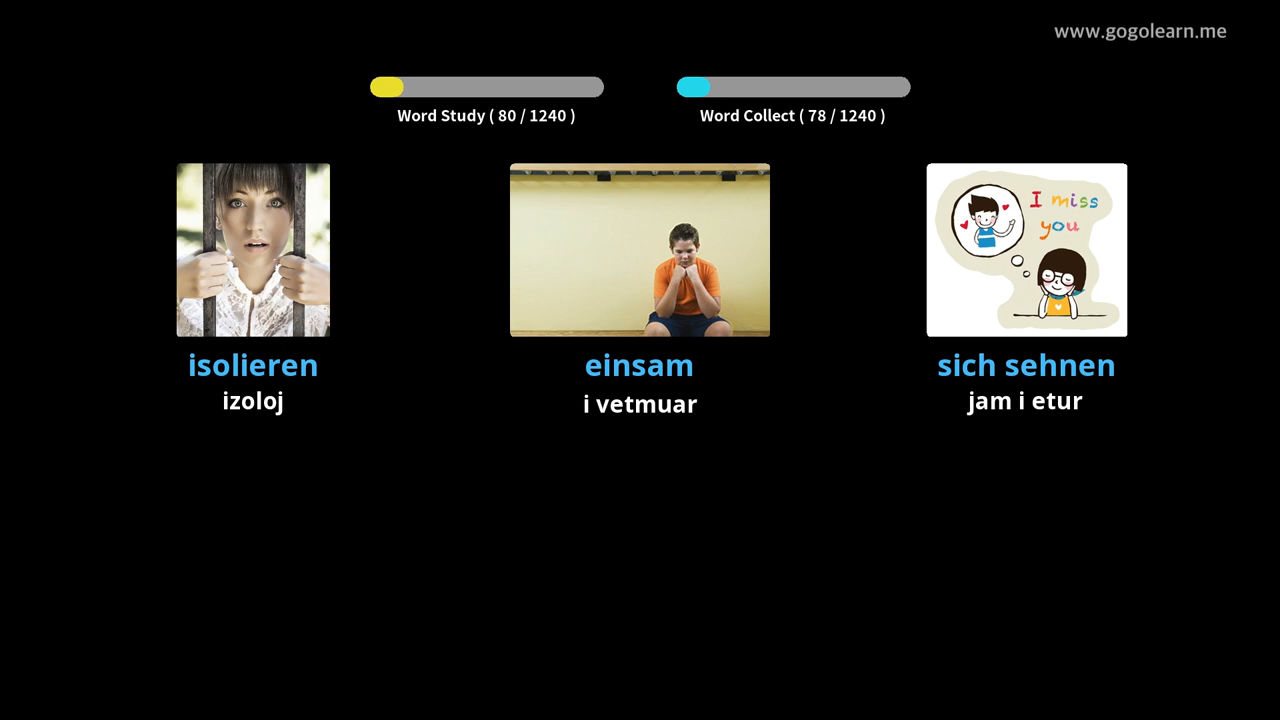 www.gogolearn.me
Word Study ( 80 / 1240 )
Word Collect ( 78 / 1240 )
I miss
you
isolieren
einsam
sich sehnen
izoloj
i vetmuar
jam i etur